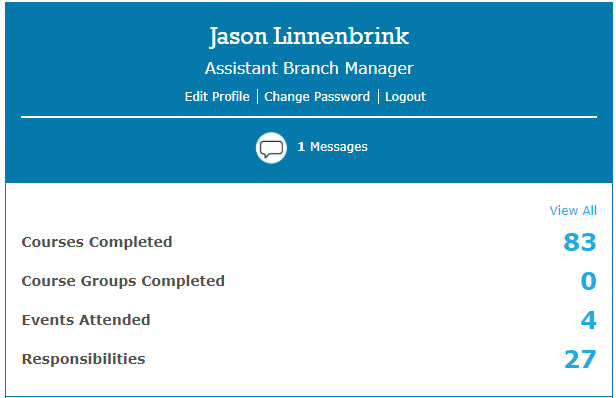 Jason Linnenbrink
Assistant Branch Manager
Edit Profile | Change Password | Logout
1 Messages
View All
Courses Completed 83
Course Groups Completed 0
Events Attended 4
Responsibilities 27